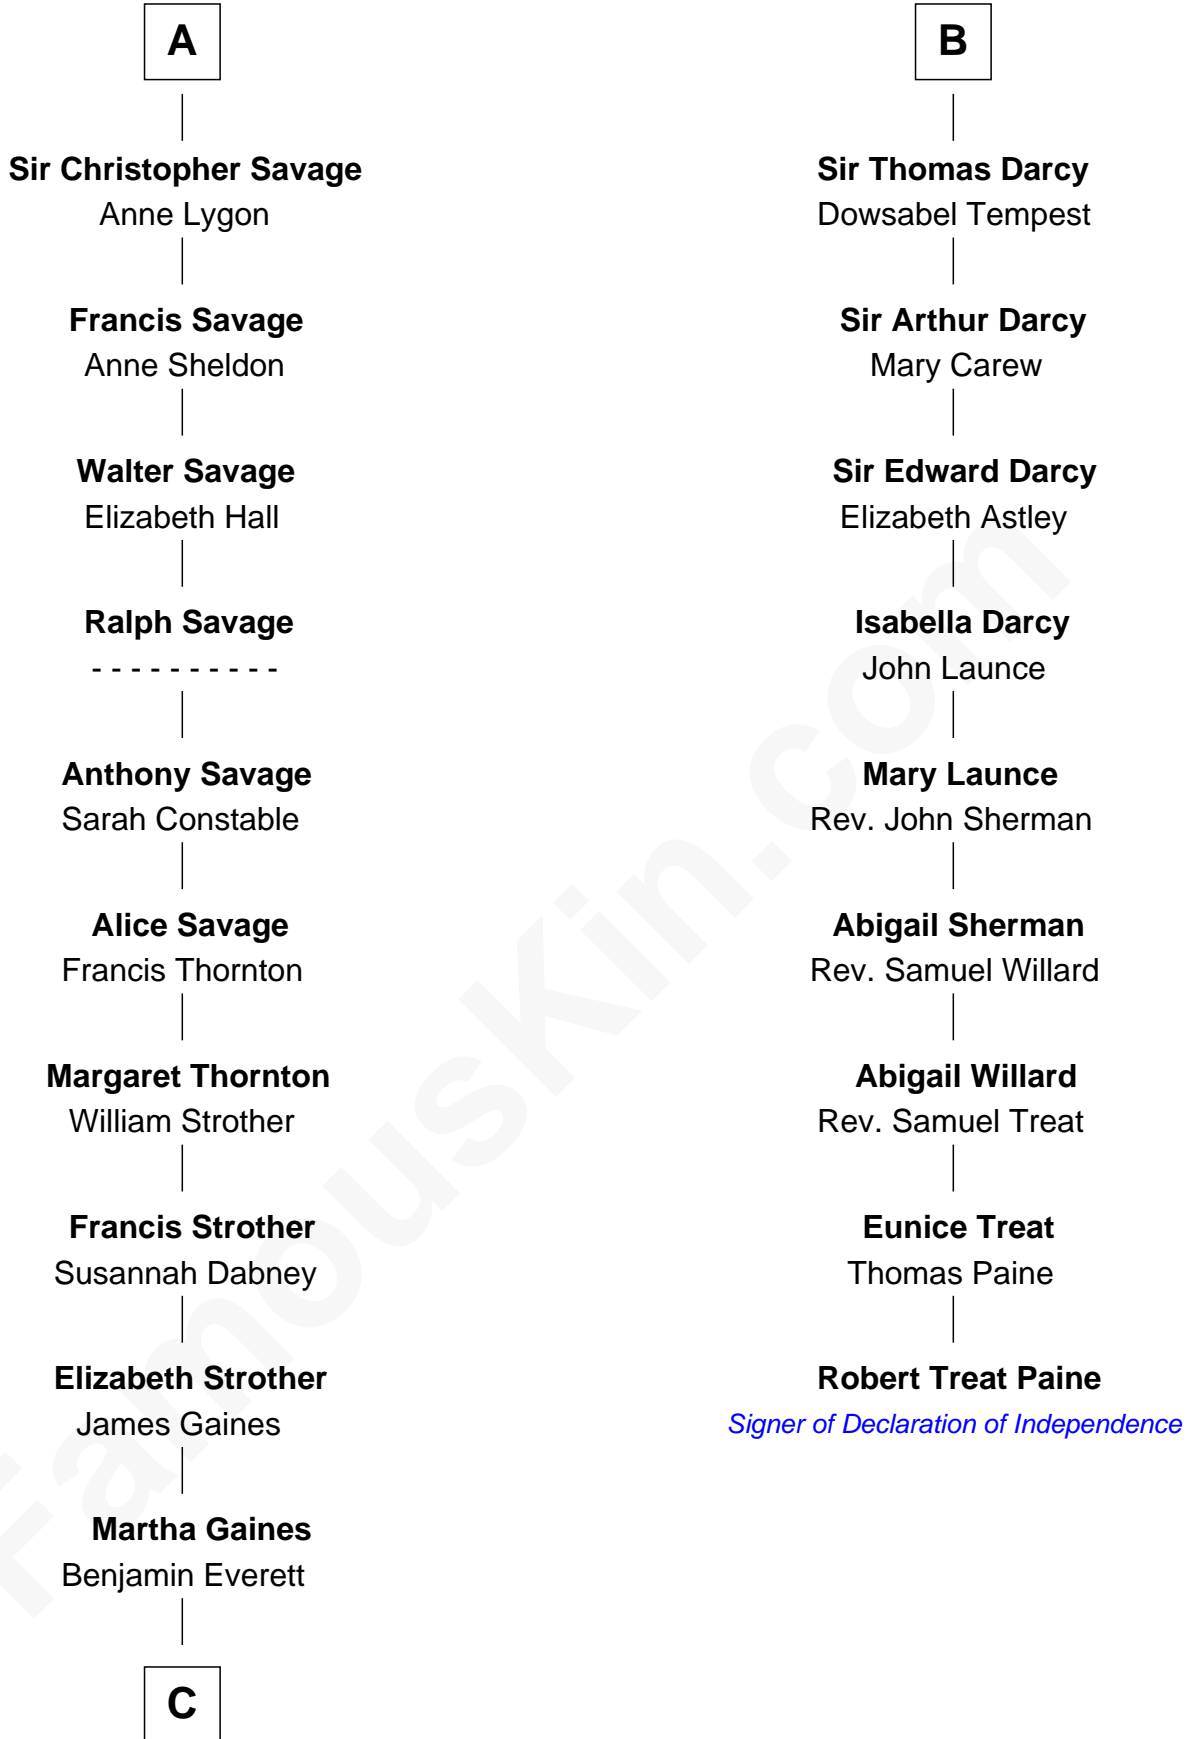 A
Sir Christopher Savage
Anne Lygon
Francis Savage
Anne Sheldon
Walter Savage
Elizabeth Hall
Ralph Savage
- - - - - - - - - -
Anthony Savage
Sarah Constable
Alice Savage
Francis Thornton
Margaret Thornton
William Strother
Francis Strother
Susannah Dabney
Elizabeth Strother
James Gaines
Martha Gaines
Benjamin Everett
C
B
Sir Thomas Darcy
Dowsabel Tempest
Sir Arthur Darcy
Mary Carew
Sir Edward Darcy
Elizabeth Astley
Isabella Darcy
John Launce
Mary Launce
Rev. John Sherman
Abigail Sherman
Rev. Samuel Willard
Abigail Willard
Rev. Samuel Treat
Eunice Treat
Thomas Paine
Robert Treat Paine
Signer of Declaration of Independence
FamousKin.com